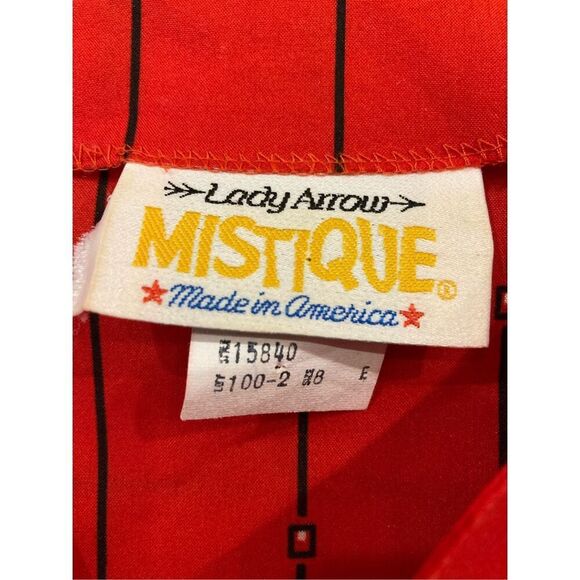 Lady Arrow
MISTIQUE®
Made in America
15840
100-2 8 E